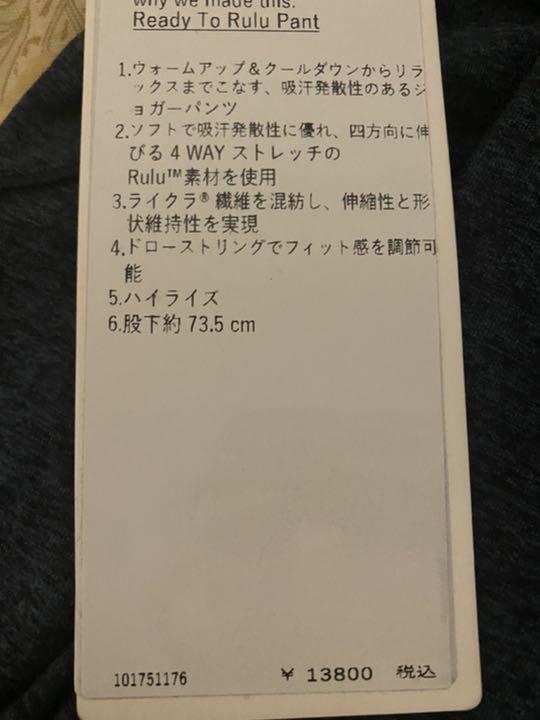 why we made this:
Ready To Rulu Pant
1.ウォームアップ&クールダウンからリラ
ックスまでこなす、吸汗発散性のあるジ
ョガーパンツ
2.ソフトで吸汗発散性に優れ、四方向に伸
びる 4 WAY ストレッチの
Rulu™素材を使用
3.ライクラ® 繊維を混紡し、伸縮性と形
状維持性を実現
4.ドローストリングでフィット感を調節可
能
5.ハイライズ
6.股下約 73.5 cm
101751176 ¥ 13800 税込